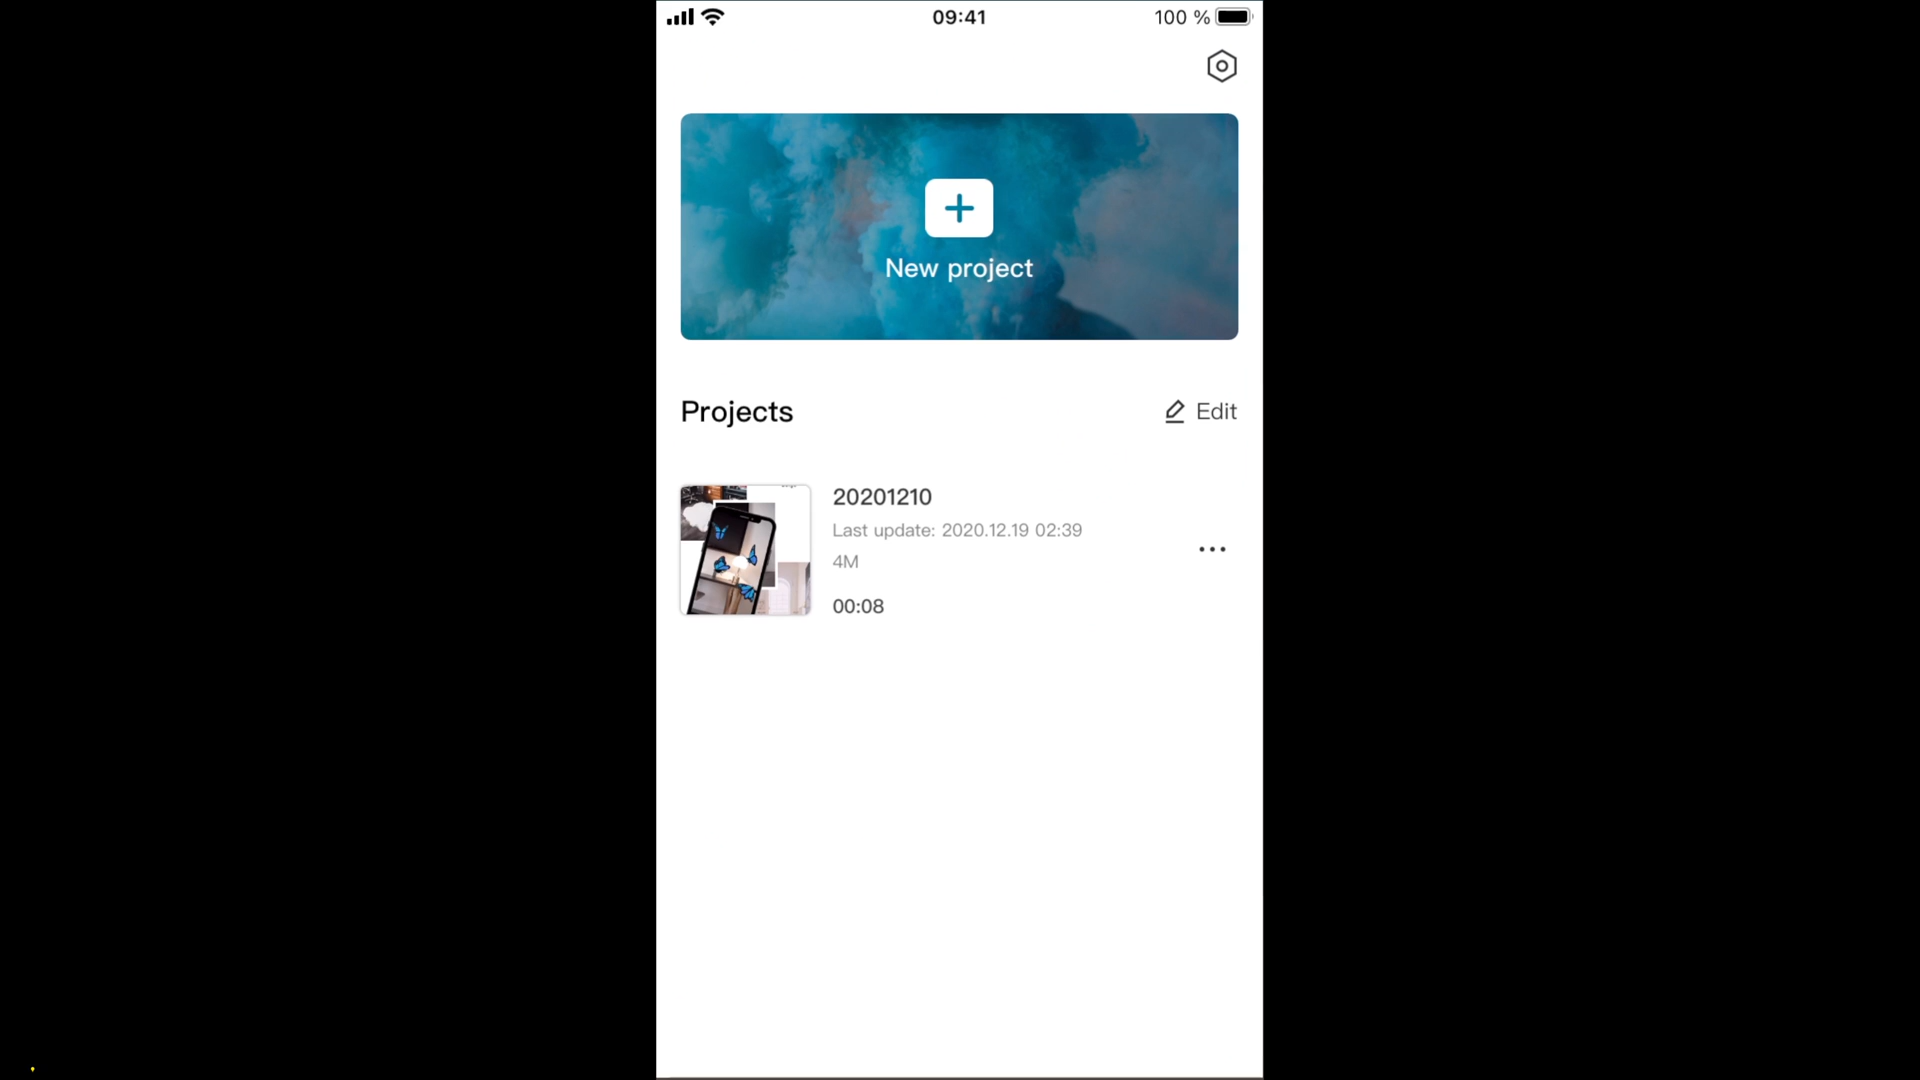 09:41
100 %
New project
Projects
Edit
20201210
Last update: 2020.12.19 02:39
4M
00:08